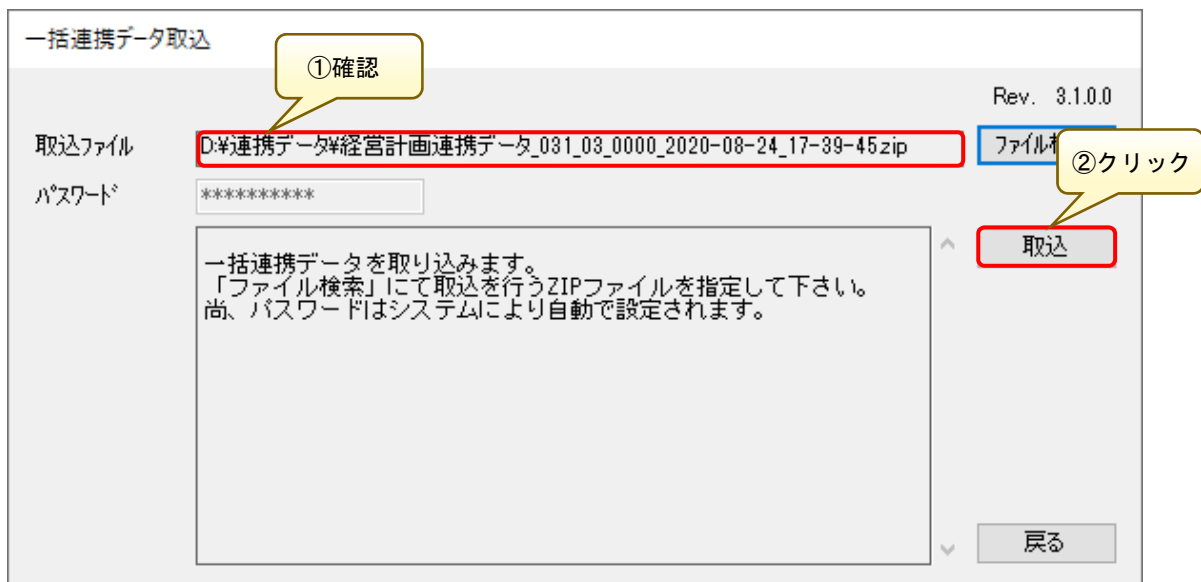 一括連携データ取込
①確認
Rev. 3.1.0.0
取込ファイル
D:¥連携データ¥経営計画連携データ_031_03_0000_2020-08-24_17-39-45.zip
ファイル
②クリック
パスワード
**********
取込
一括連携データを取り込みます。
「ファイル検索」にて取込を行うZIPファイルを指定して下さい。
尚、パスワードはシステムにより自動で設定されます。
戻る